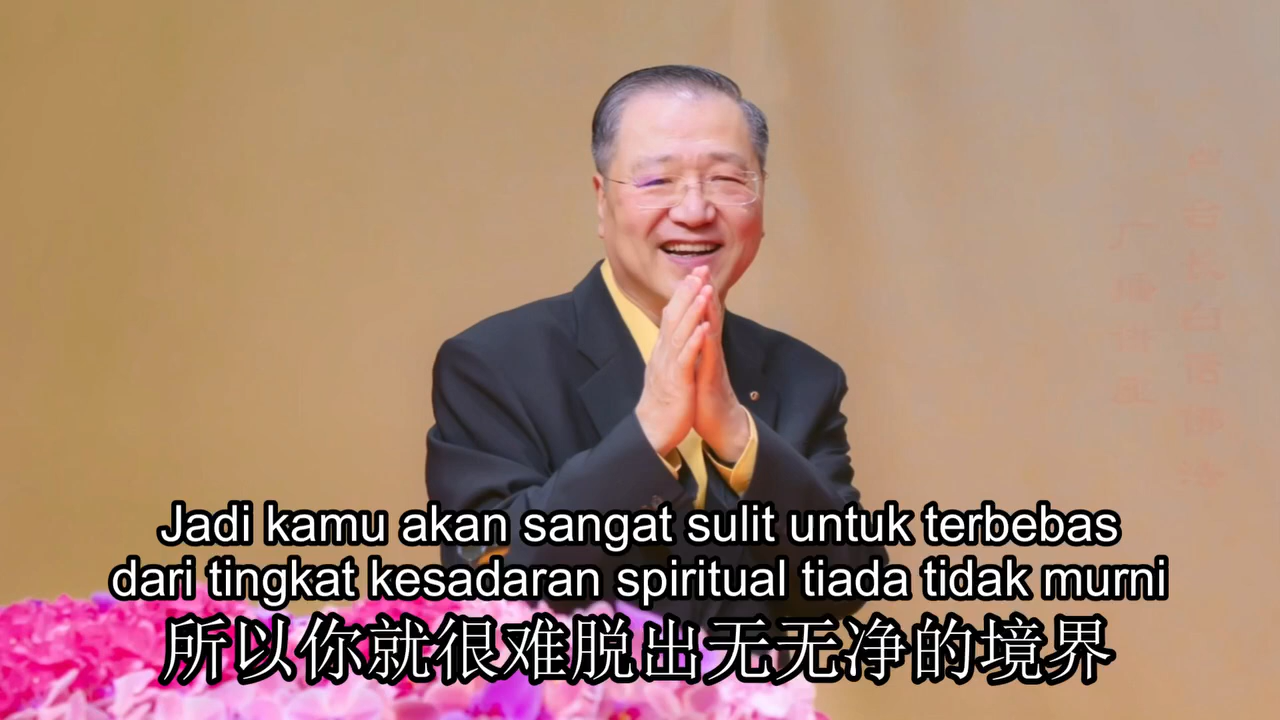 Jadi kamu akan sangat sulit untuk terbebas
dari tingkat kesadaran spiritual tiada tidak murni
所以你就很难脱出无无净的境界